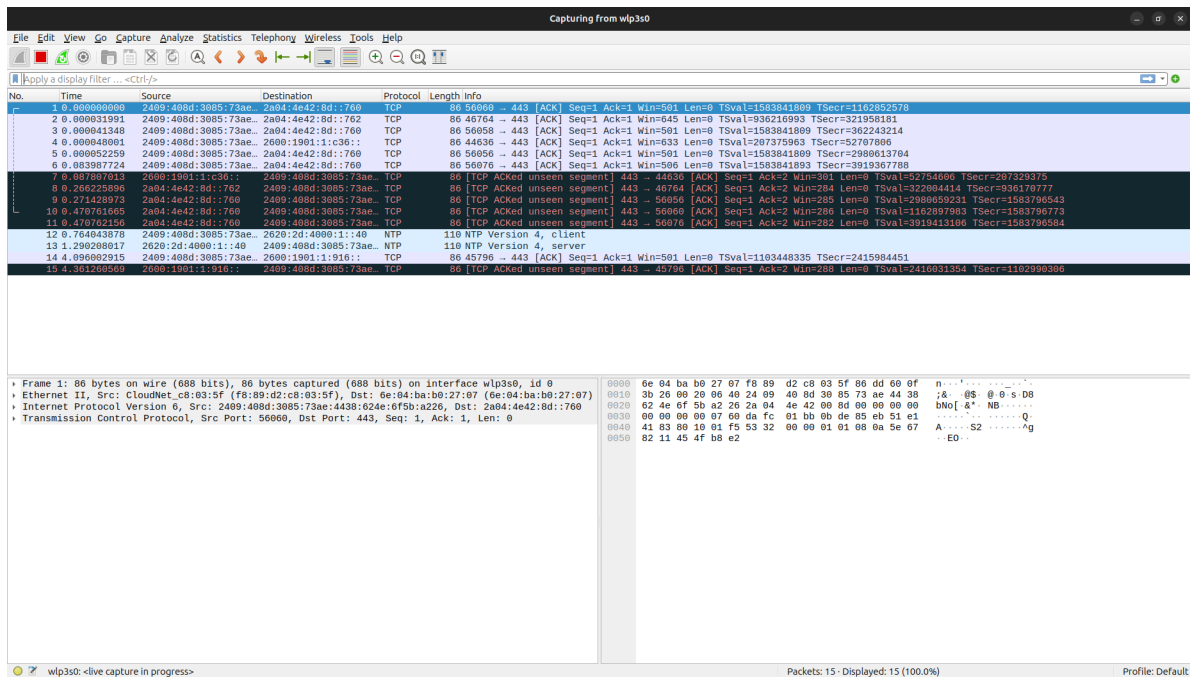 Capturing from wlp3s0
File Edit View Go Capture Analyze Statistics Telephony Wireless Tools Help
Apply a display filter … <Ctrl-/>
No. Time Source Destination Protocol Length Info
1 0.000000000 2409:408d:3085:73ae… 2a04:4e42:8d::760 TCP 86 56060 → 443 [ACK] Seq=1 Ack=1 Win=501 Len=0 TSval=1583841809 TSecr=1162852578
2 0.000031991 2409:408d:3085:73ae… 2a04:4e42:8d::762 TCP 86 46764 → 443 [ACK] Seq=1 Ack=1 Win=645 Len=0 TSval=936216993 TSecr=321958181
3 0.000041348 2409:408d:3085:73ae… 2a04:4e42:8d::760 TCP 86 56058 → 443 [ACK] Seq=1 Ack=1 Win=501 Len=0 TSval=1583841809 TSecr=362243214
4 0.000048001 2409:408d:3085:73ae… 2600:1901:1:c36:: TCP 86 44636 → 443 [ACK] Seq=1 Ack=1 Win=633 Len=0 TSval=207375963 TSecr=52707806
5 0.000052259 2409:408d:3085:73ae… 2a04:4e42:8d::760 TCP 86 56056 → 443 [ACK] Seq=1 Ack=1 Win=501 Len=0 TSval=1583841809 TSecr=2980613704
6 0.083987724 2409:408d:3085:73ae… 2a04:4e42:8d::760 TCP 86 56076 → 443 [ACK] Seq=1 Ack=1 Win=506 Len=0 TSval=1583841893 TSecr=3919367788
7 0.087807013 2600:1901:1:c36:: 2409:408d:3085:73ae… TCP 86 [TCP ACKed unseen segment] 443 → 44636 [ACK] Seq=1 Ack=2 Win=301 Len=0 TSval=52754606 TSecr=207329375
8 0.266225896 2a04:4e42:8d::762 2409:408d:3085:73ae… TCP 86 [TCP ACKed unseen segment] 443 → 46764 [ACK] Seq=1 Ack=2 Win=284 Len=0 TSval=322004414 TSecr=936170777
9 0.271428973 2a04:4e42:8d::760 2409:408d:3085:73ae… TCP 86 [TCP ACKed unseen segment] 443 → 56056 [ACK] Seq=1 Ack=2 Win=285 Len=0 TSval=2980659231 TSecr=1583796543
10 0.470761665 2a04:4e42:8d::760 2409:408d:3085:73ae… TCP 86 [TCP ACKed unseen segment] 443 → 56060 [ACK] Seq=1 Ack=2 Win=286 Len=0 TSval=1162897983 TSecr=1583796773
11 0.470762156 2a04:4e42:8d::760 2409:408d:3085:73ae… TCP 86 [TCP ACKed unseen segment] 443 → 56076 [ACK] Seq=1 Ack=2 Win=288 Len=0 TSval=3919413106 TSecr=1583796584
12 0.764043878 2409:408d:3085:73ae… 2620:2d:4000:1::40 NTP 110 NTP Version 4, client
13 1.290208017 2620:2d:4000:1::40 2409:408d:3085:73ae… NTP 110 NTP Version 4, server
14 4.096002915 2409:408d:3085:73ae… 2600:1901:1:916:: TCP 86 45796 → 443 [ACK] Seq=1 Ack=1 Win=501 Len=0 TSval=1103448335 TSecr=2415984451
15 4.361260569 2600:1901:1:916:: 2409:408d:3085:73ae… TCP 86 [TCP ACKed unseen segment] 443 → 45796 [ACK] Seq=1 Ack=2 Win=288 Len=0 TSval=2416031354 TSecr=1102990306
Frame 1: 86 bytes on wire (688 bits), 86 bytes captured (688 bits) on interface wlp3s0, id 0
Ethernet II, Src: CloudNet_c8:03:5f (f8:89:d2:c8:03:5f), Dst: 6e:04:ba:b0:27:07 (6e:04:ba:b0:27:07)
Internet Protocol Version 6, Src: 2409:408d:3085:73ae:4438:624e:6f5b:a226, Dst: 2a04:4e42:8d::760
Transmission Control Protocol, Src Port: 56060, Dst Port: 443, Seq: 1, Ack: 1, Len: 0
0000 6e 04 ba b0 27 07 f8 89 d2 c8 03 5f 86 dd 60 0f n···'··· ···_··`·
0010 3b 26 00 20 06 40 24 09 40 8d 30 85 73 ae 44 38 ;&· ·@$· @·0·s·D8
0020 62 4e 6f 5b a2 26 2a 04 4e 42 00 8d 00 00 00 00 bNo[·&*· NB······
0030 00 00 00 00 07 60 da fc 01 bb 0b de 85 eb 51 e1 ·····`·· ······Q·
0040 41 83 80 10 01 f5 53 32 00 00 01 01 08 0a 5e 67 A·····S2 ······^g
0050 82 11 45 4f b8 e2 ··EO··
wlp3s0: <live capture in progress>
Packets: 15 · Displayed: 15 (100.0%)
Profile: Default